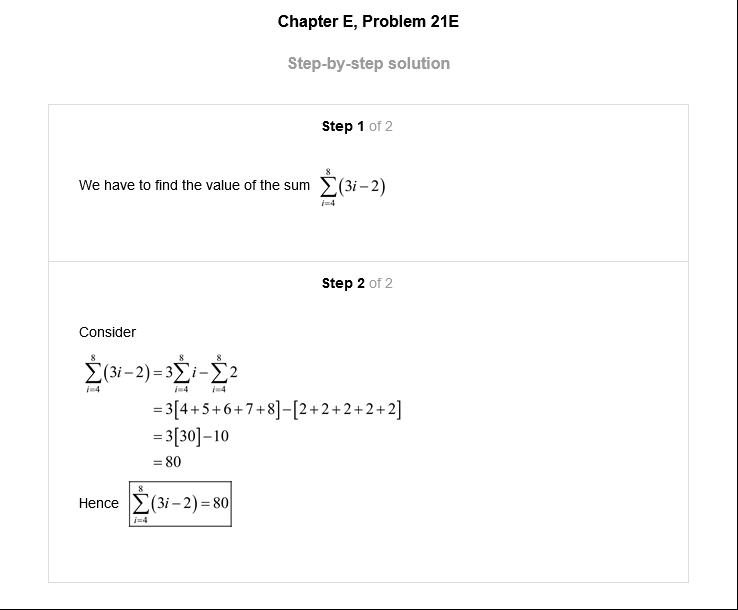 Chapter E, Problem 21E
Step-by-step solution
Step 1 of 2
We have to find the value of the sum $\sum_{i=4}^{8}(3i-2)$
Step 2 of 2
Consider
$\sum_{i=4}^{8}(3i-2)=3\sum_{i=4}^{8}i-\sum_{i=4}^{8}2$
$=3[4+5+6+7+8]-[2+2+2+2+2]$
$=3[30]-10$
$=80$
Hence $\sum_{i=4}^{8}(3i-2)=80$